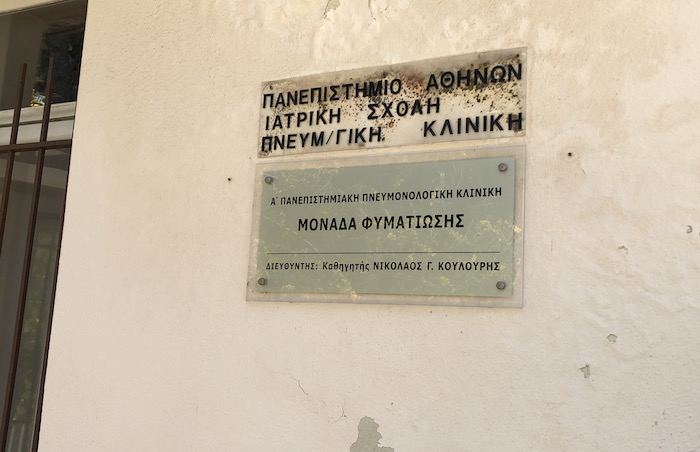 ΠΑΝΕΠΙΣΤΗΜΙΟ ΑΘΗΝΩΝ
ΙΑΤΡΙΚΗ ΣΧΟΛΗ
ΠΝΕΥΜ/ΓΙΚΗ ΚΛΙΝΙΚΗ
Α΄ ΠΑΝΕΠΙΣΤΗΜΙΑΚΗ ΠΝΕΥΜΟΝΟΛΟΓΙΚΗ ΚΛΙΝΙΚΗ
ΜΟΝΑΔΑ ΦΥΜΑΤΙΩΣΗΣ
ΔΙΕΥΘΥΝΤΗΣ: Καθηγητής ΝΙΚΟΛΑΟΣ Γ. ΚΟΥΛΟΥΡΗΣ